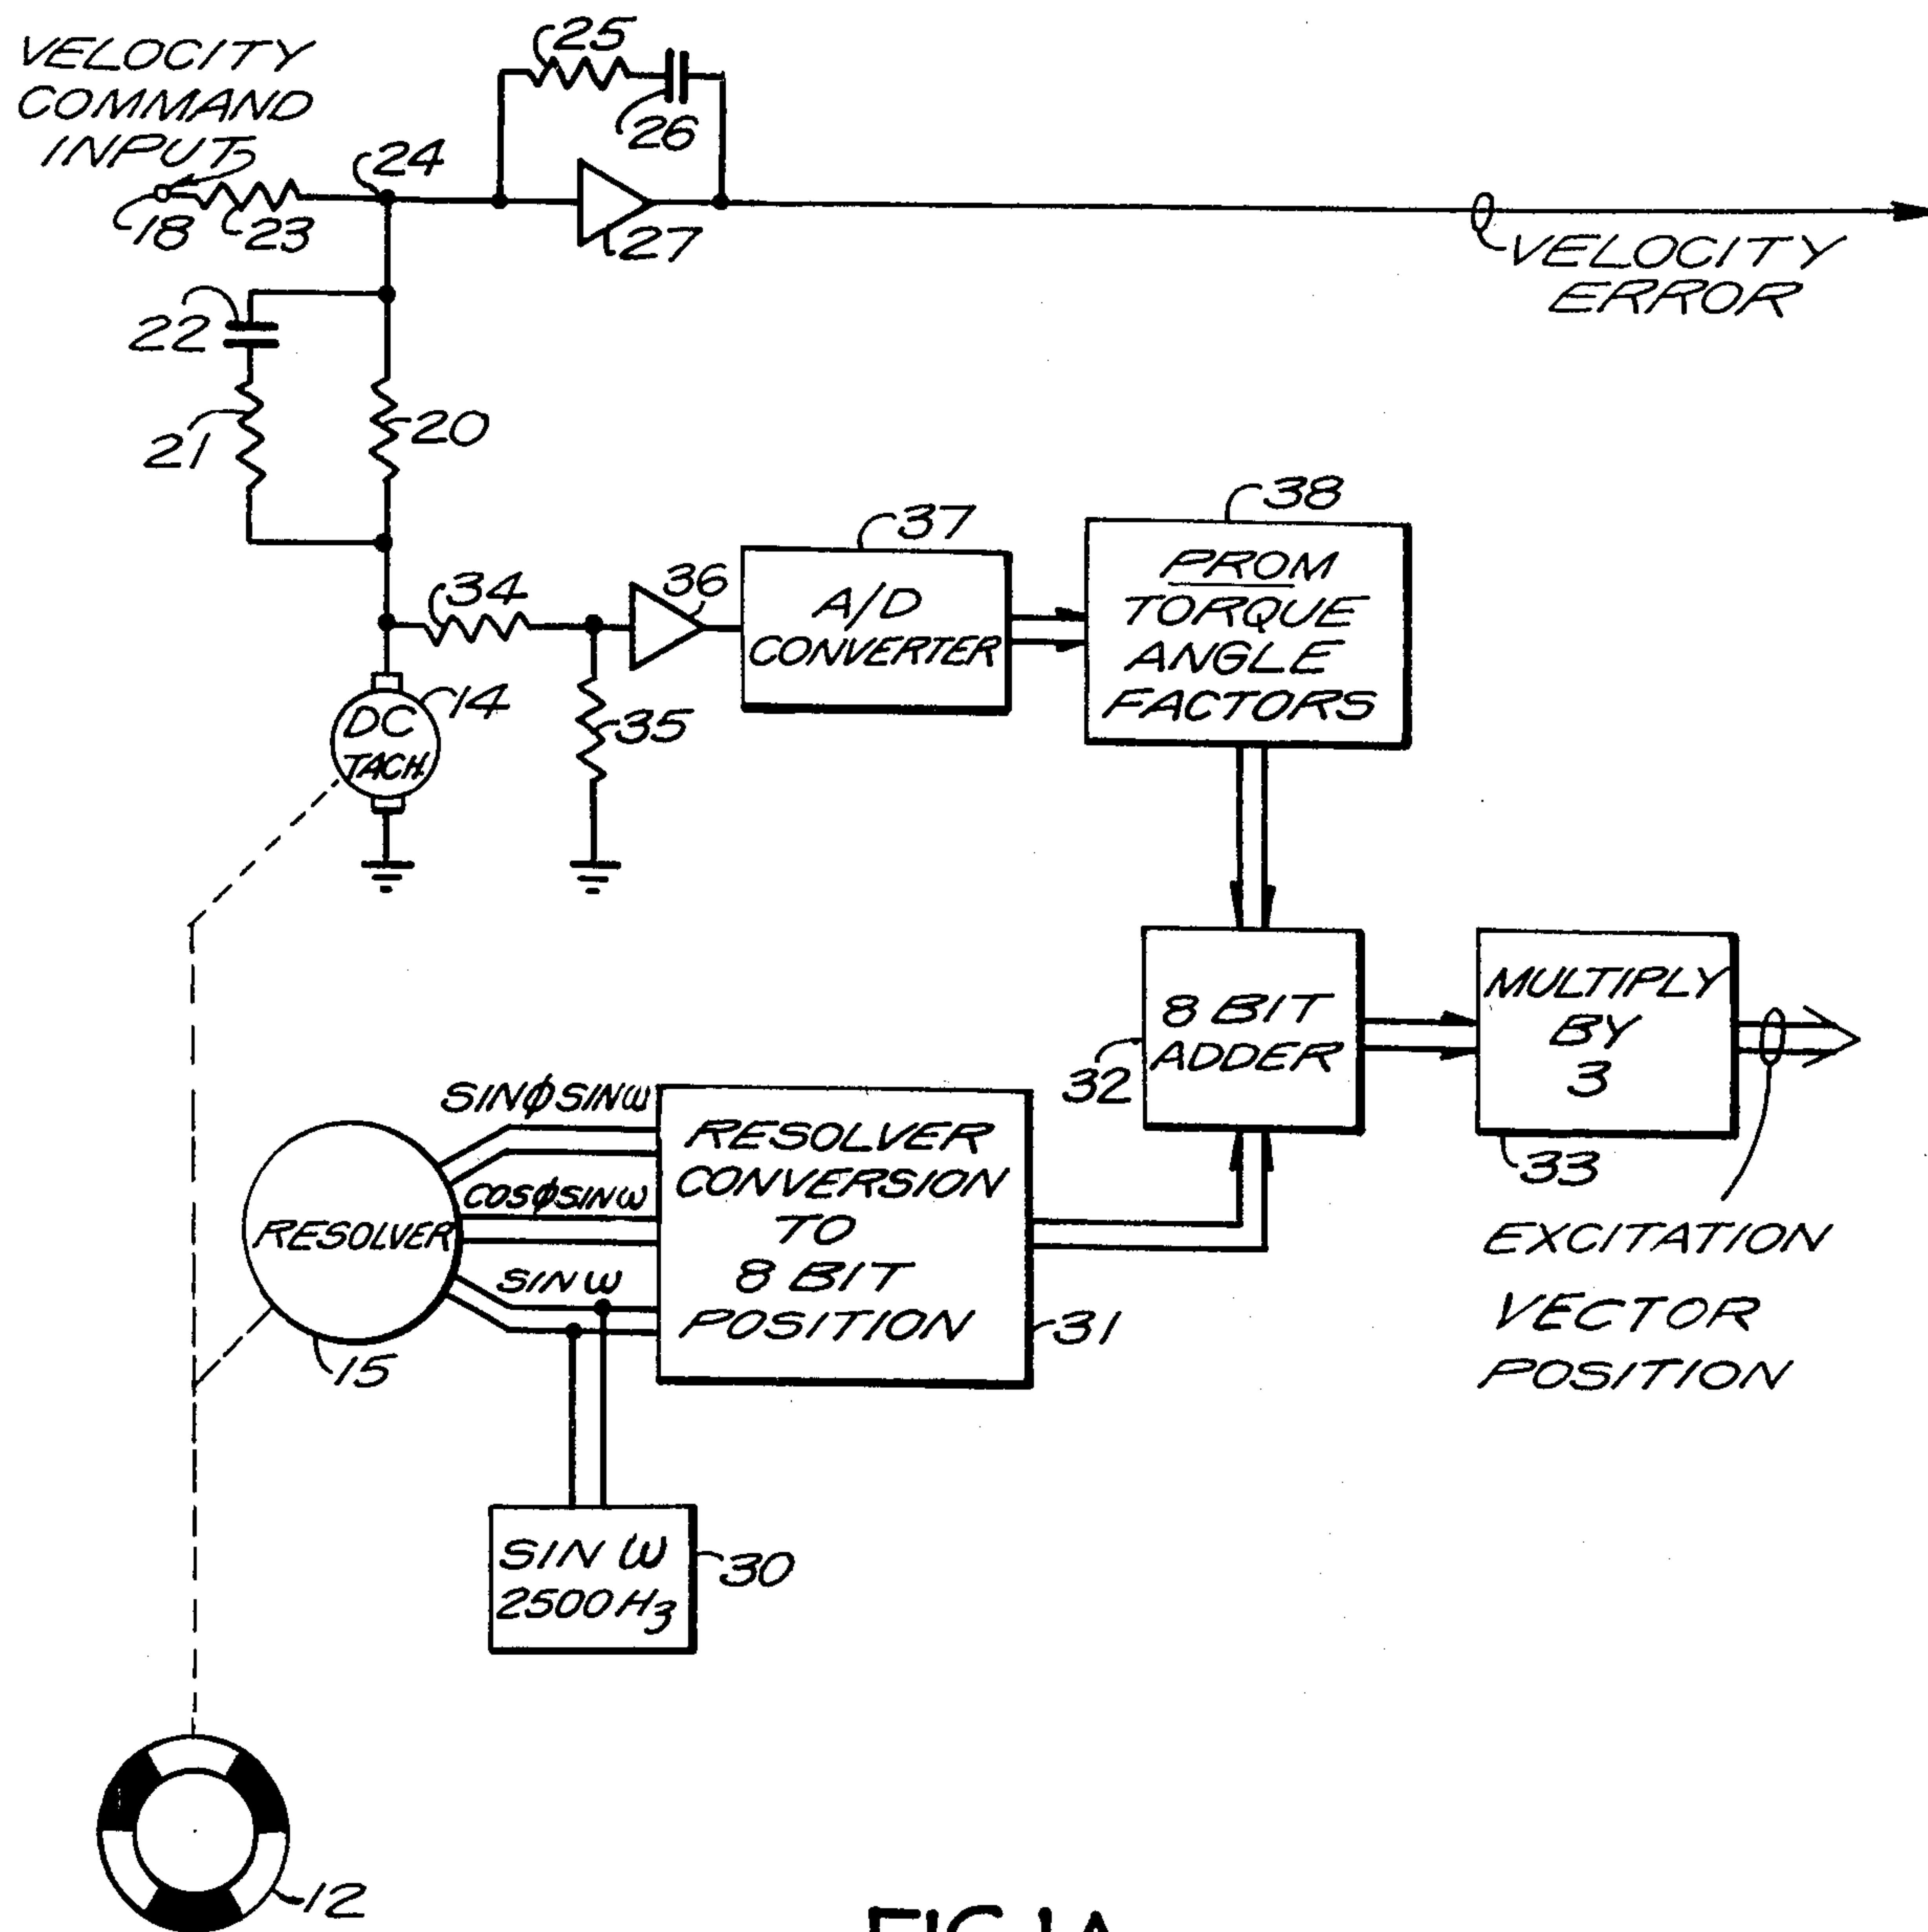 VELOCITY
COMMAND
INPUT
18
23
24
25
26
27
VELOCITY
ERROR
22
21
20
34
36
37
A/D
CONVERTER
38
PROM
TORQUE
ANGLE
FACTORS
35
DC
TACH.
14
8 BIT
ADDER
32
MULTIPLY
BY
3
33
EXCITATION
VECTOR
POSITION
SINϕSINω
COSϕSINω
SINω
RESOLVER
15
RESOLVER
CONVERSION
TO
8 BIT
POSITION
31
SIN ω
2500 Hz
30
12
FIG.1A